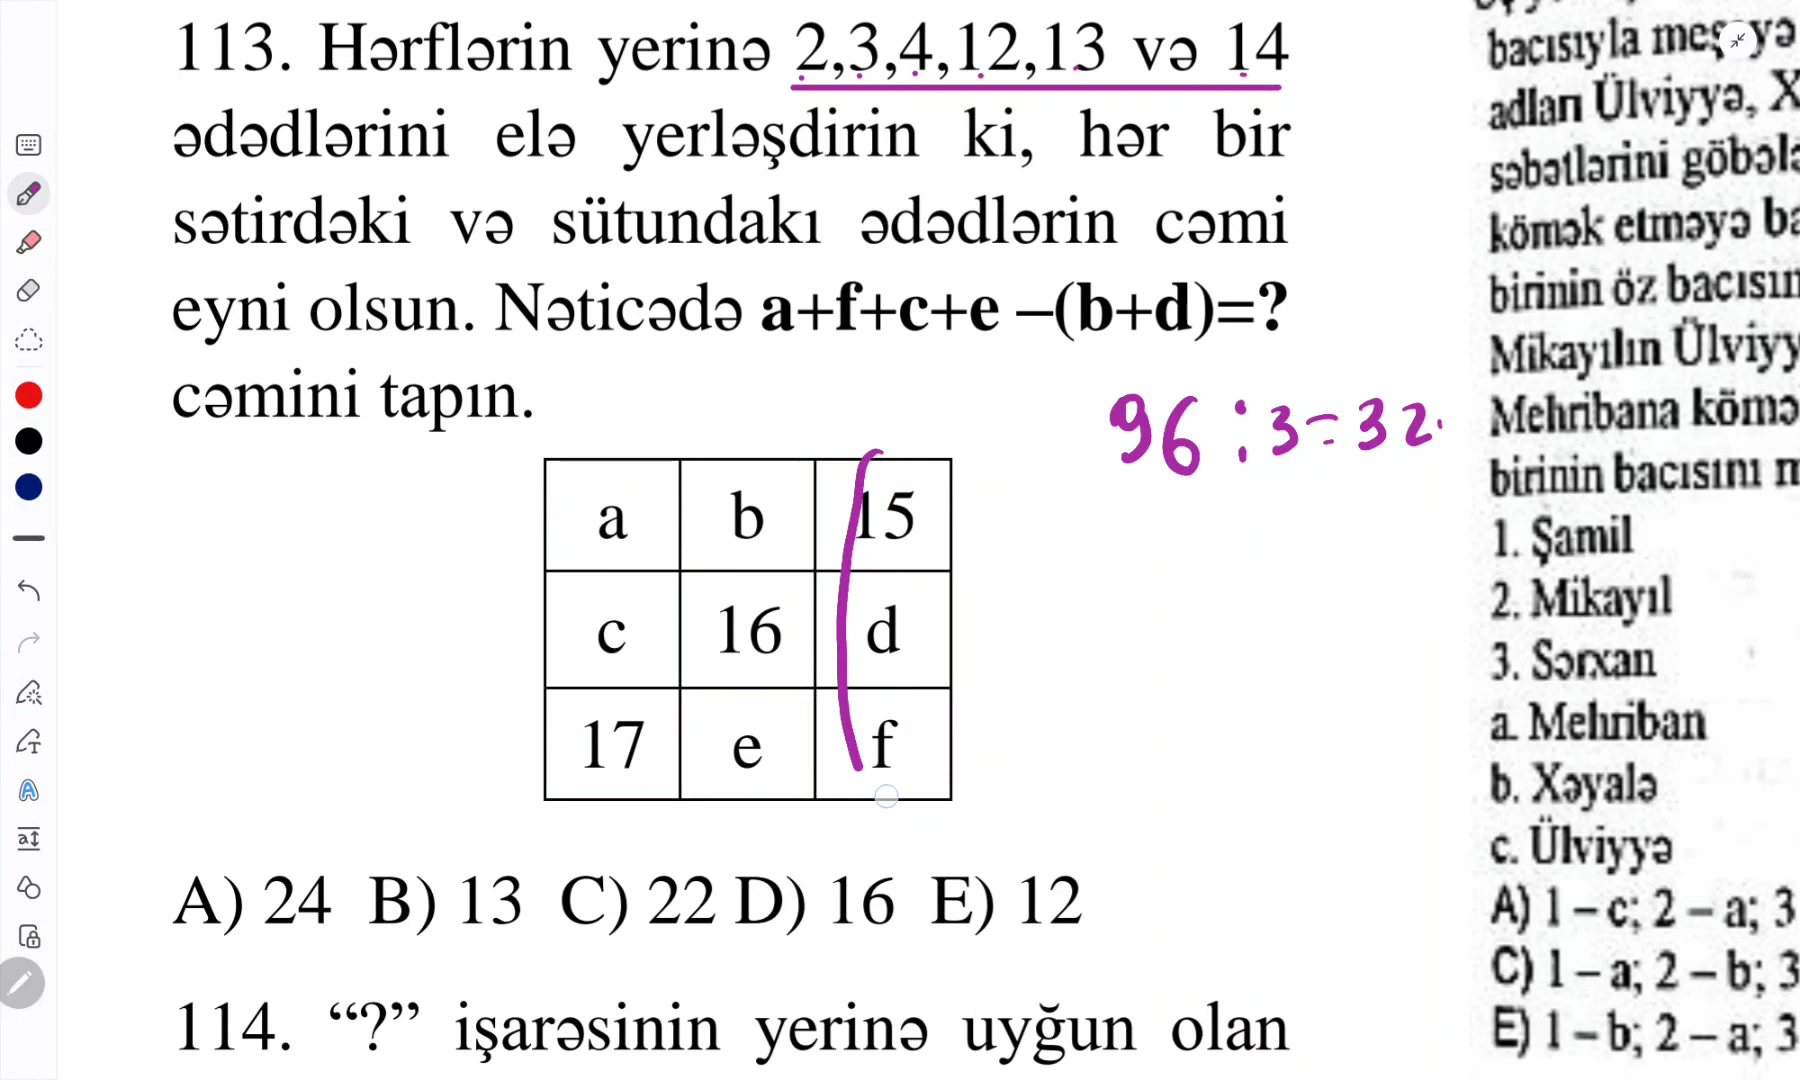 113. Hərflərin yerinə 2,3,4,12,13 və 14
ədədlərini elə yerləşdirin ki, hər bir
sətirdəki və sütundakı ədədlərin cəmi
eyni olsun. Nəticədə a+f+c+e –(b+d)=?
cəmini tapın.
96 : 3 = 32.
a b 15
c 16 d
17 e f
A) 24 B) 13 C) 22 D) 16 E) 12
114. “?” işarəsinin yerinə uyğun olan
bacısıyla meşəyə
adları Ülviyyə, X
səbətlərini göbələ
kömək etməyə ba
birinin öz bacısın
Mikayılın Ülviyy
Mehribana kömə
birinin bacısını m
1. Şamil
2. Mikayıl
3. Sərxan
a. Mehriban
b. Xəyalə
c. Ülviyyə
A) 1 – c; 2 – a; 3
C) 1 – a; 2 – b; 3
E) 1 – b; 2 – a; 3